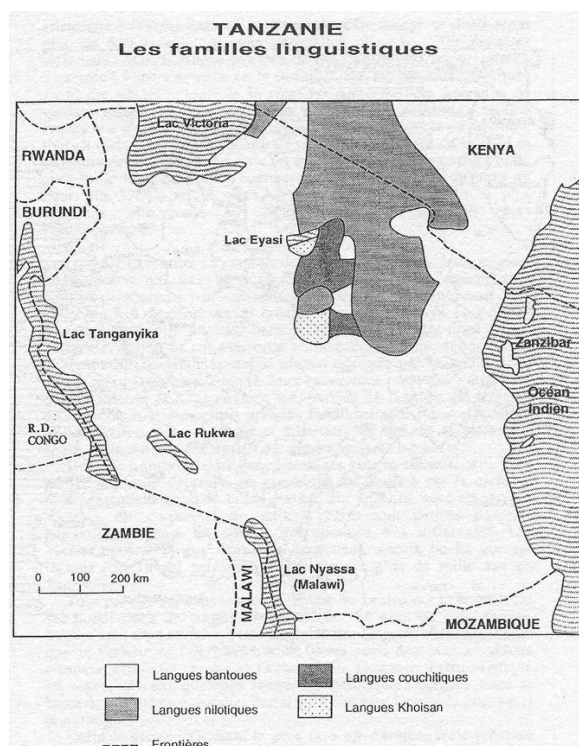 TANZANIE
Les familles linguistiques
Lac Victoria
RWANDA
KENYA
BURUNDI
Lac Eyasi
Lac Tanganyika
Zanzibar
Océan
Indien
R.D.
CONGO
Lac Rukwa
ZAMBIE
MALAWI
Lac Nyassa
(Malawi)
0 100 200 km
MOZAMBIQUE
Langues bantoues
Langues couchitiques
Langues nilotiques
Langues Khoisan
Frontières